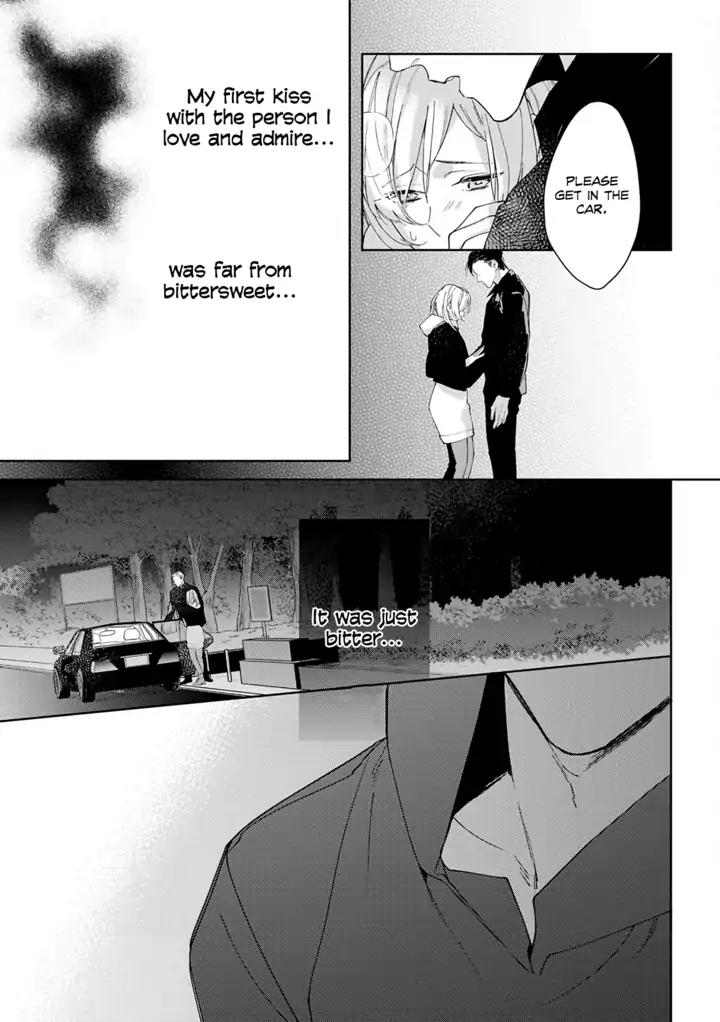 PLEASE
GET IN THE
CAR.
My first kiss
with the person I
love and admire...
was far from
bittersweet...
It was just
bitter...